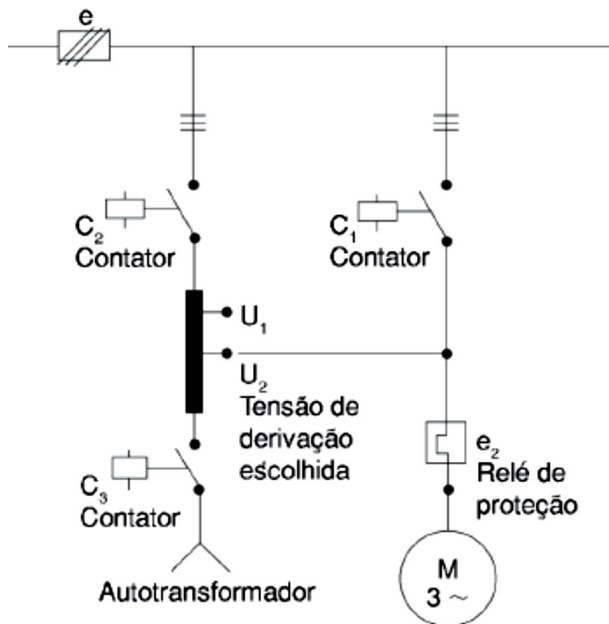 e
C₂
Contator
C₁
Contator
U₁
U₂
Tensão de
derivação
escolhida
e₂
Relé de
proteção
C₃
Contator
Autotransformador
M
3 ~